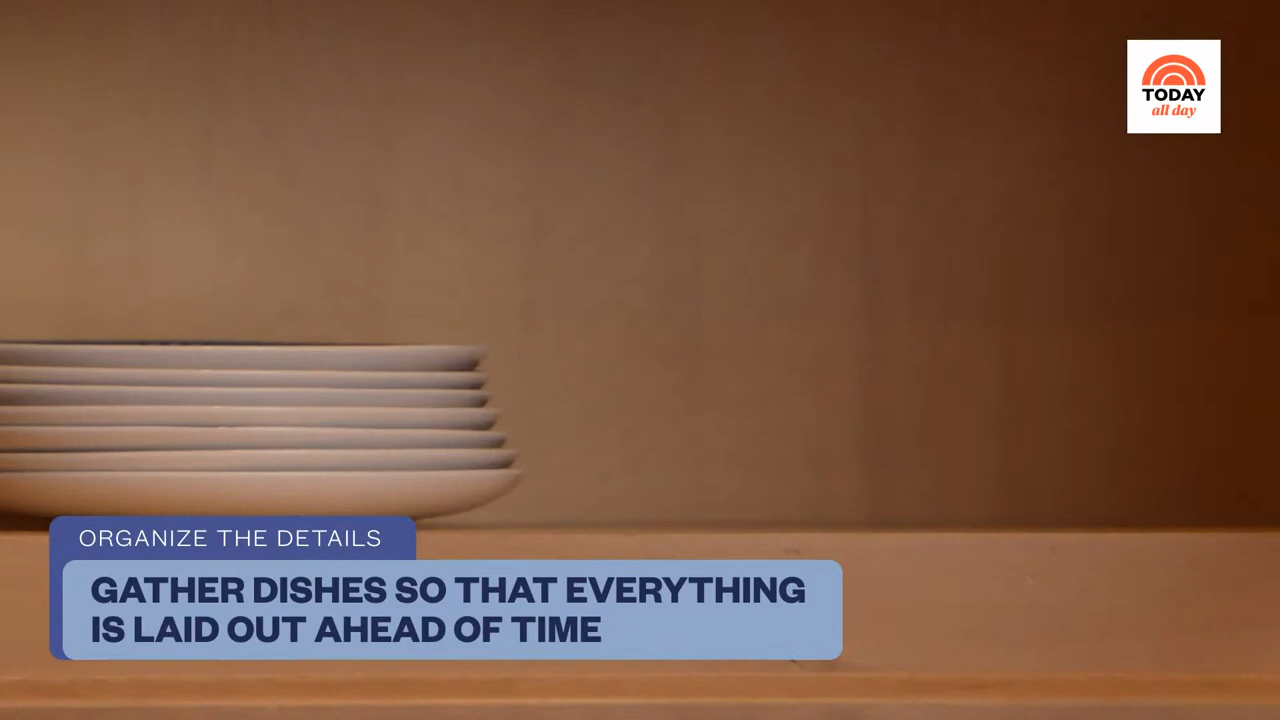 TODAY
all day
ORGANIZE THE DETAILS
GATHER DISHES SO THAT EVERYTHING
IS LAID OUT AHEAD OF TIME